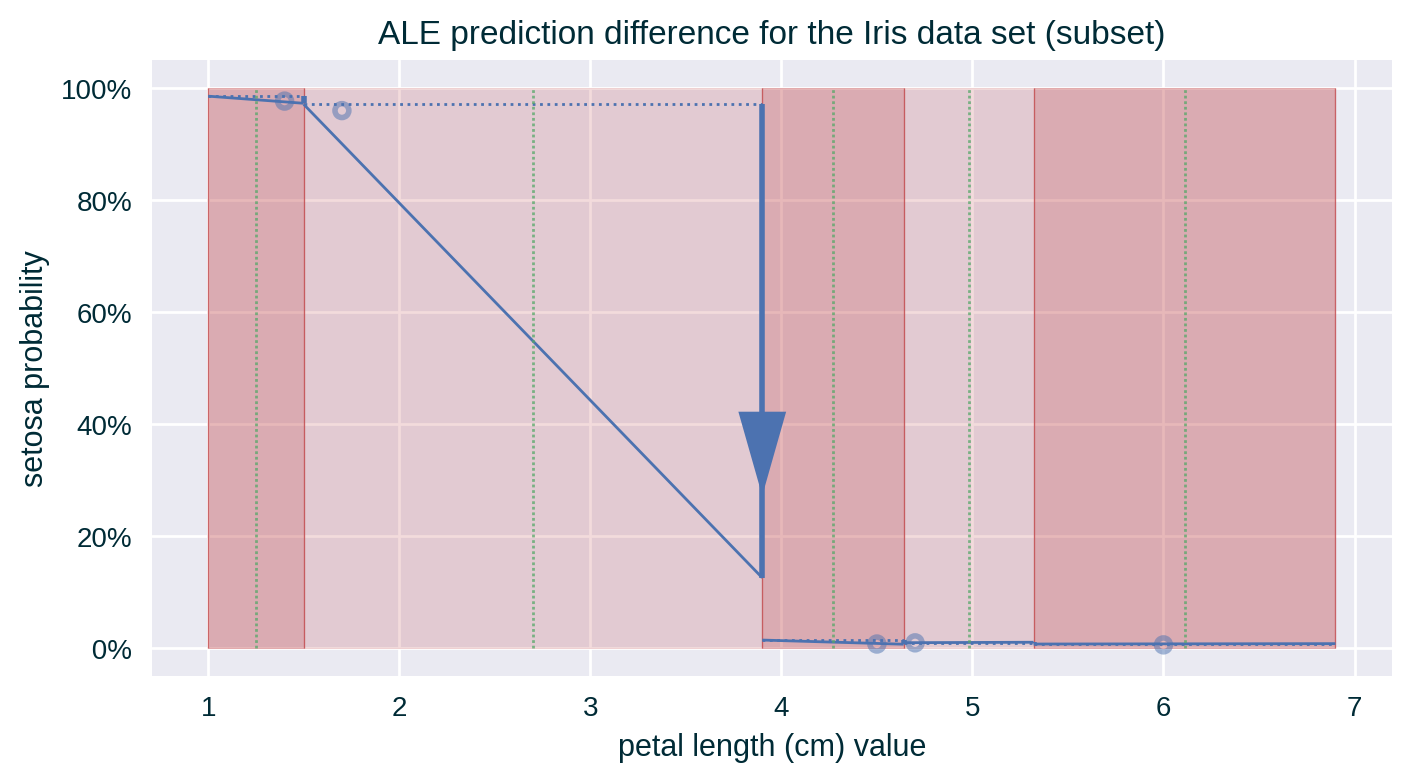 ALE prediction difference for the Iris data set (subset)
100%
80%
60%
40%
20%
0%
setosa probability
1 2 3 4 5 6 7
petal length (cm) value